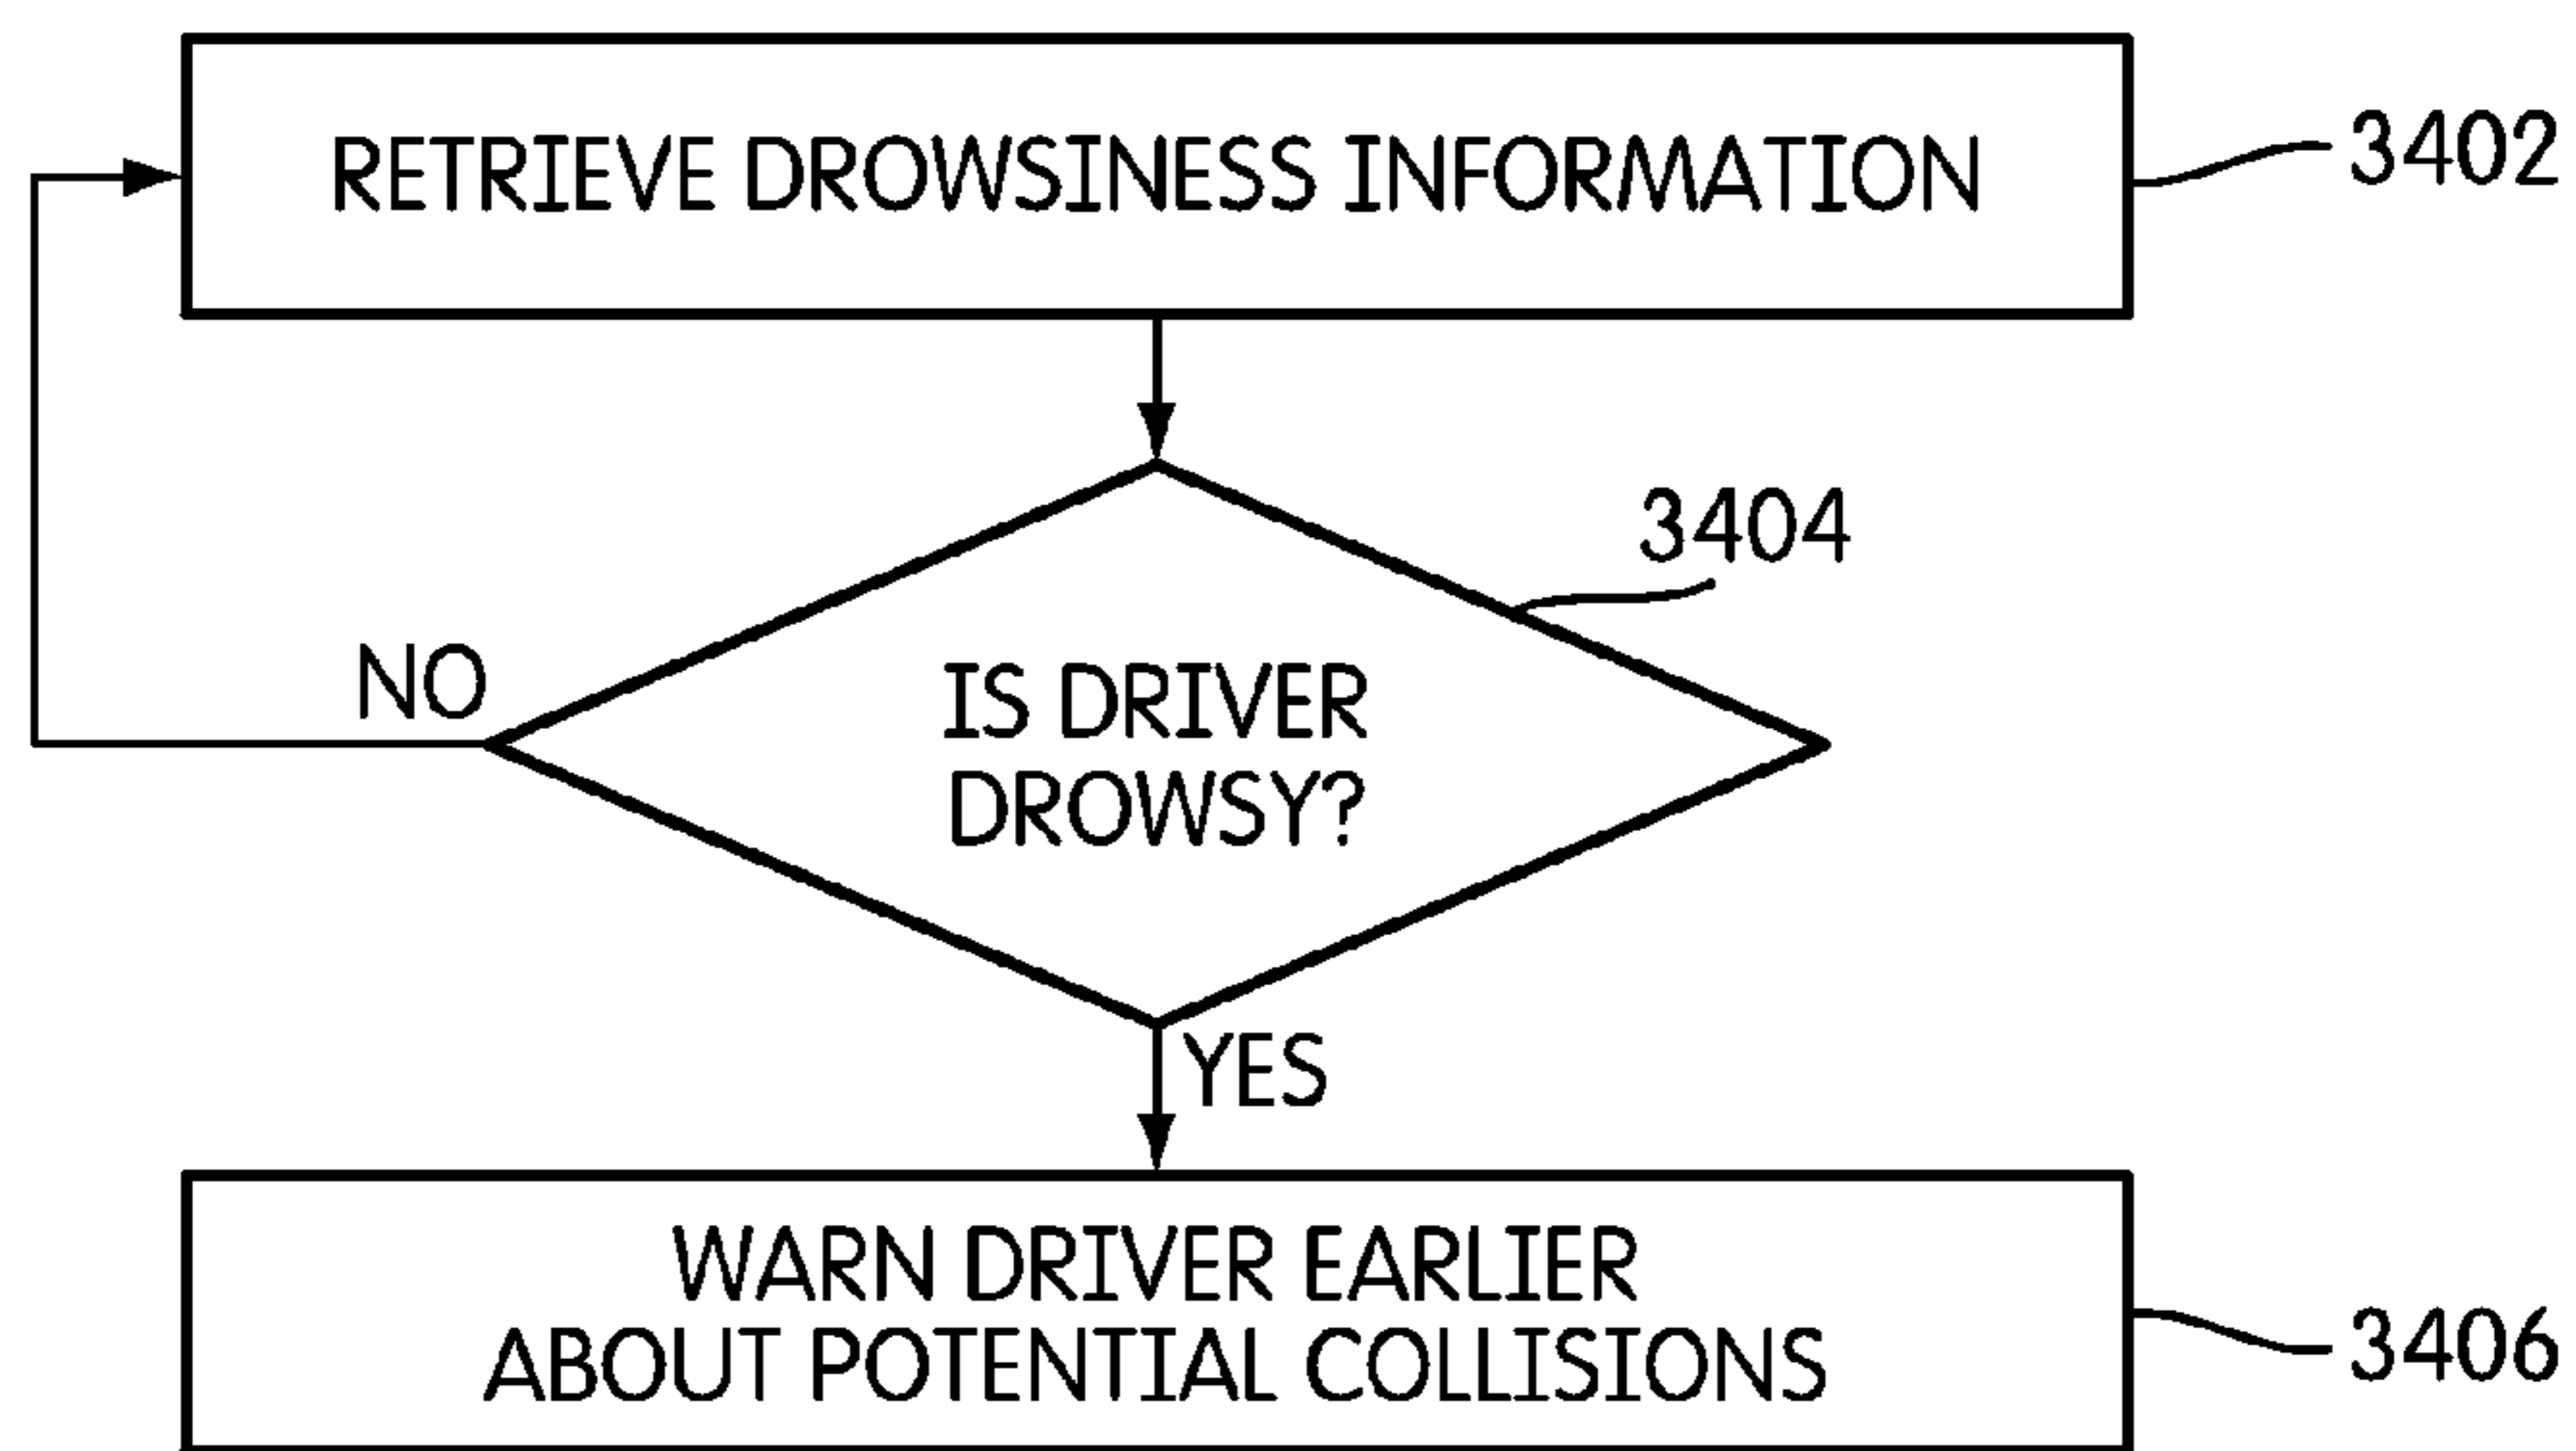 RETRIEVE DROWSINESS INFORMATION
3402
3404
NO
IS DRIVER
DROWSY?
YES
WARN DRIVER EARLIER
ABOUT POTENTIAL COLLISIONS
3406